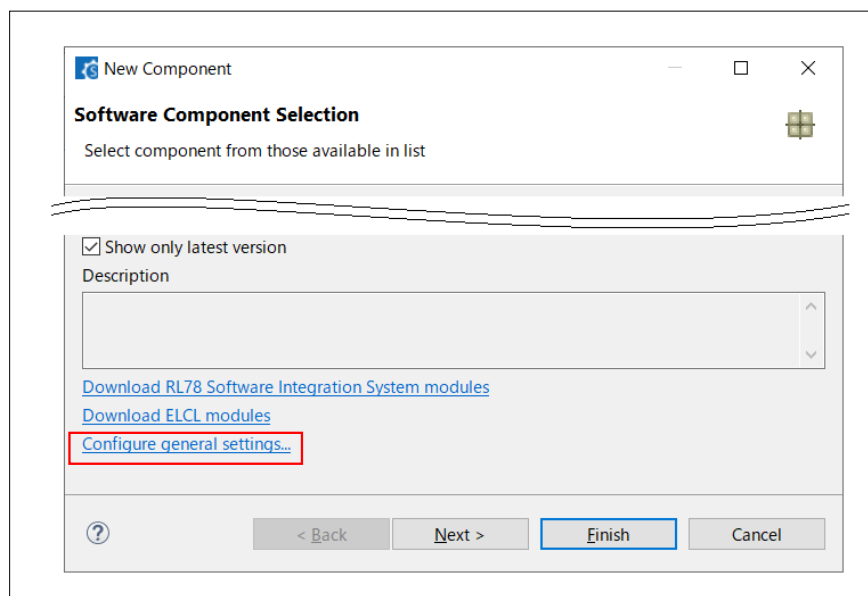 New Component
Software Component Selection
Select component from those available in list
Show only latest version
Description
Download RL78 Software Integration System modules
Download ELCL modules
Configure general settings...
< Back
Next >
Finish
Cancel